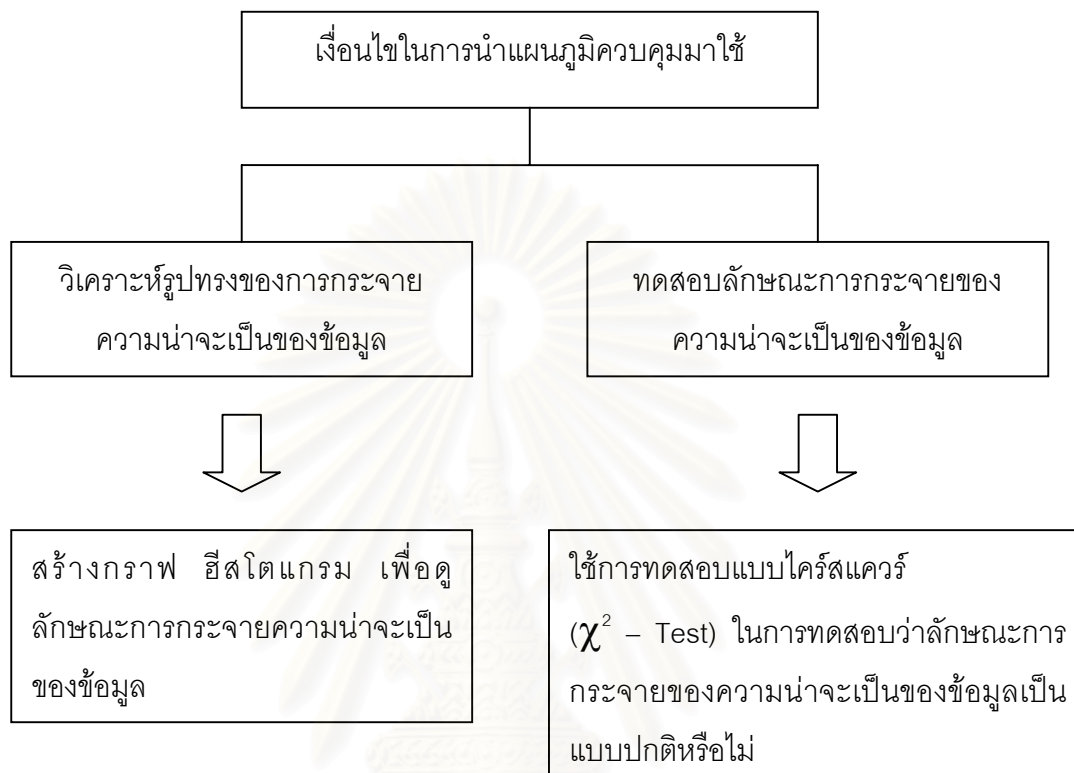 เงื่อนไขในการนำแผนภูมิควบคุมมาใช้
วิเคราะห์รูปทรงของการกระจาย
ความน่าจะเป็นของข้อมูล
ทดสอบลักษณะการกระจายของ
ความน่าจะเป็นของข้อมูล
สร้างกราฟ ฮีสโตแกรม เพื่อดู
ลักษณะการกระจายความน่าจะเป็น
ของข้อมูล
ใช้การทดสอบแบบไคร์สแควร์
(χ² – Test) ในการทดสอบว่าลักษณะการ
กระจายของความน่าจะเป็นของข้อมูลเป็น
แบบปกติหรือไม่